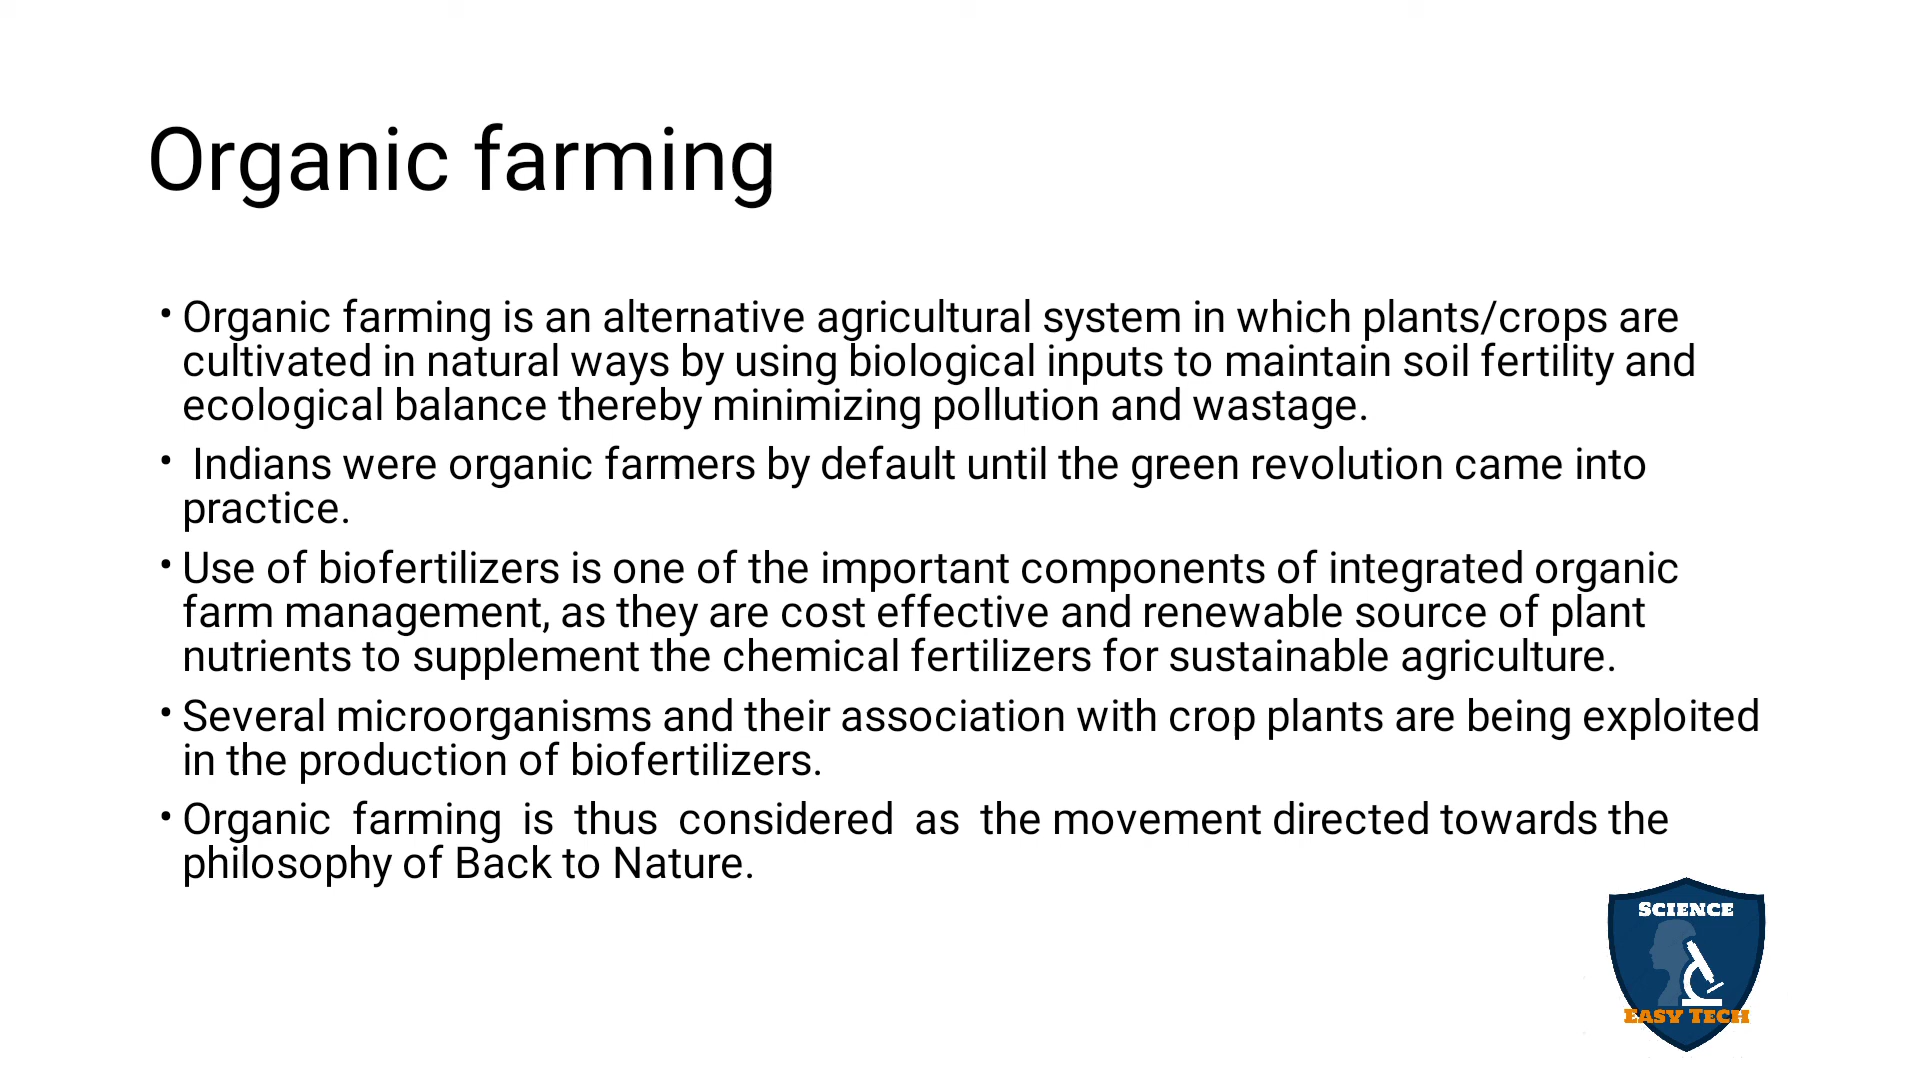 Organic farming
• Organic farming is an alternative agricultural system in which plants/crops are
cultivated in natural ways by using biological inputs to maintain soil fertility and
ecological balance thereby minimizing pollution and wastage.
• Indians were organic farmers by default until the green revolution came into
practice.
• Use of biofertilizers is one of the important components of integrated organic
farm management, as they are cost effective and renewable source of plant
nutrients to supplement the chemical fertilizers for sustainable agriculture.
• Several microorganisms and their association with crop plants are being exploited
in the production of biofertilizers.
• Organic farming is thus considered as the movement directed towards the
philosophy of Back to Nature.
SCIENCE
EASY TECH